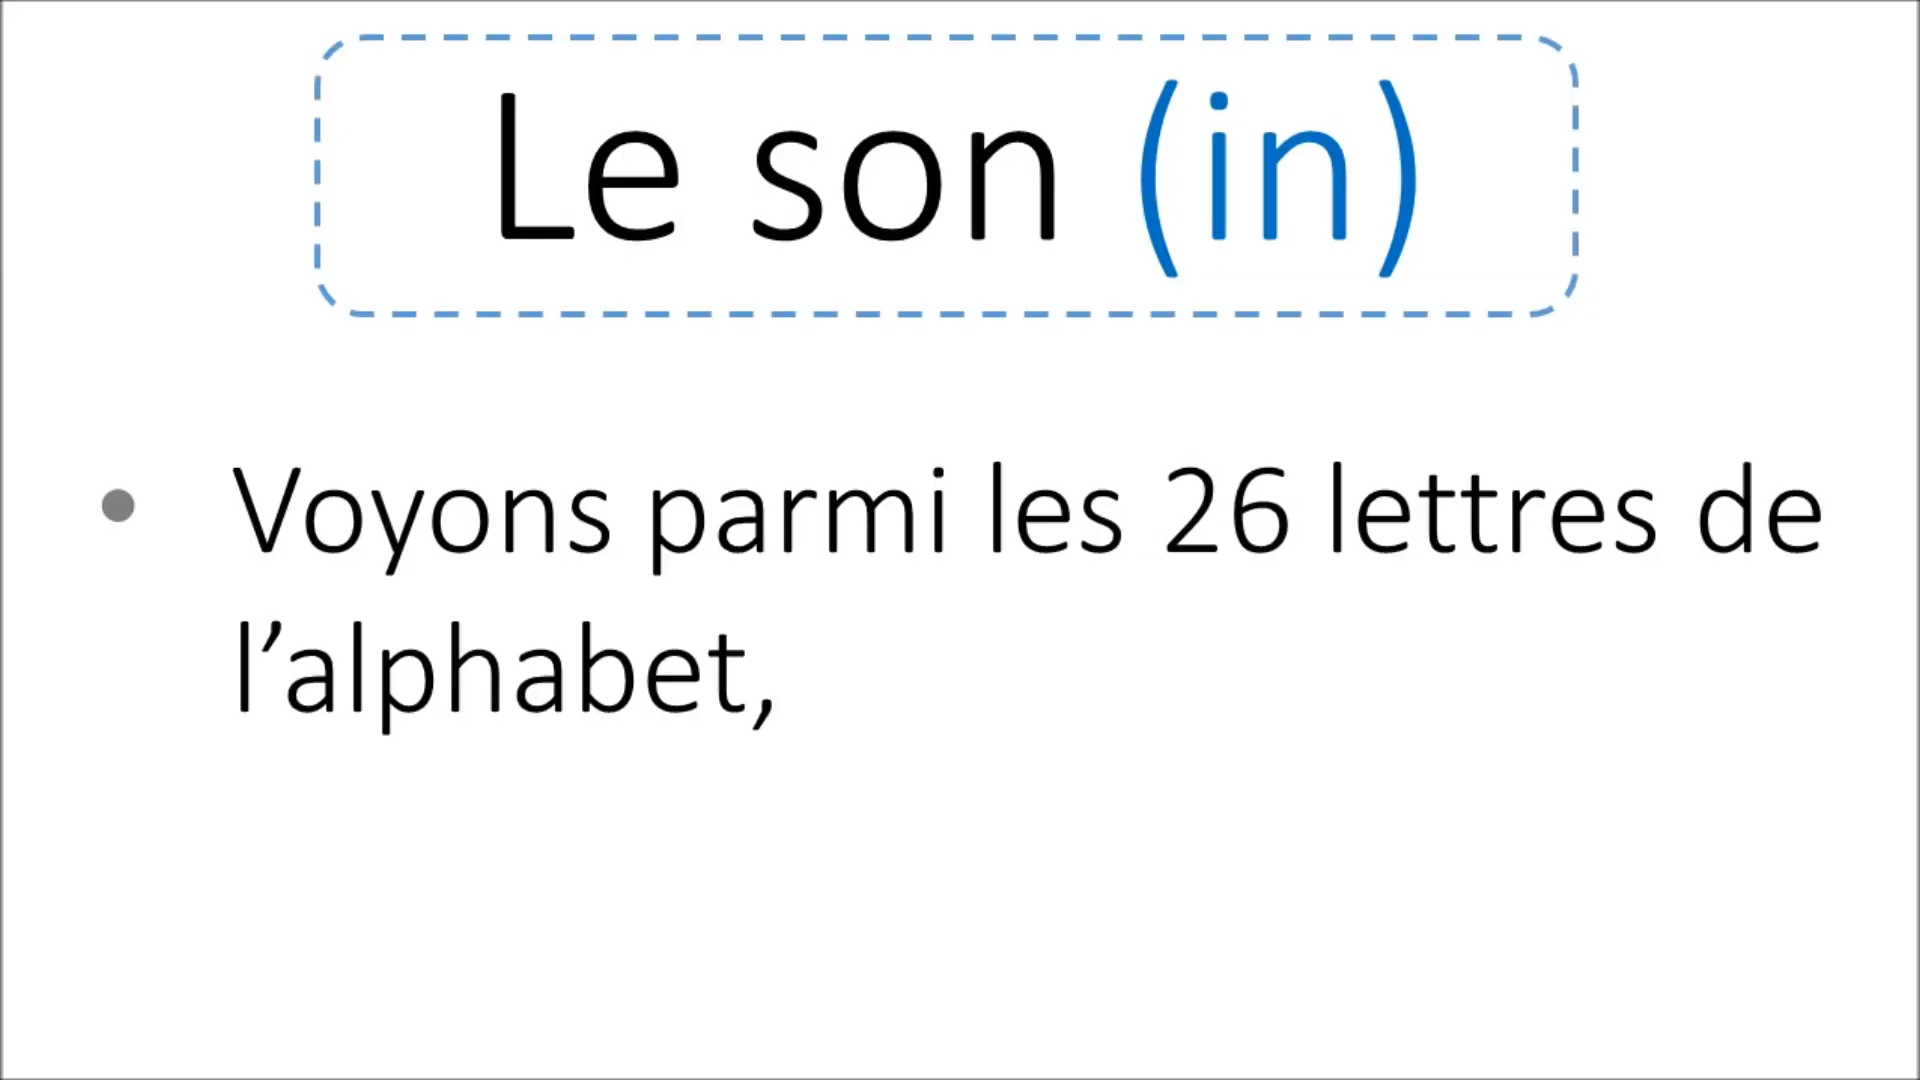 Le son (in)
• Voyons parmi les 26 lettres de
l’alphabet,